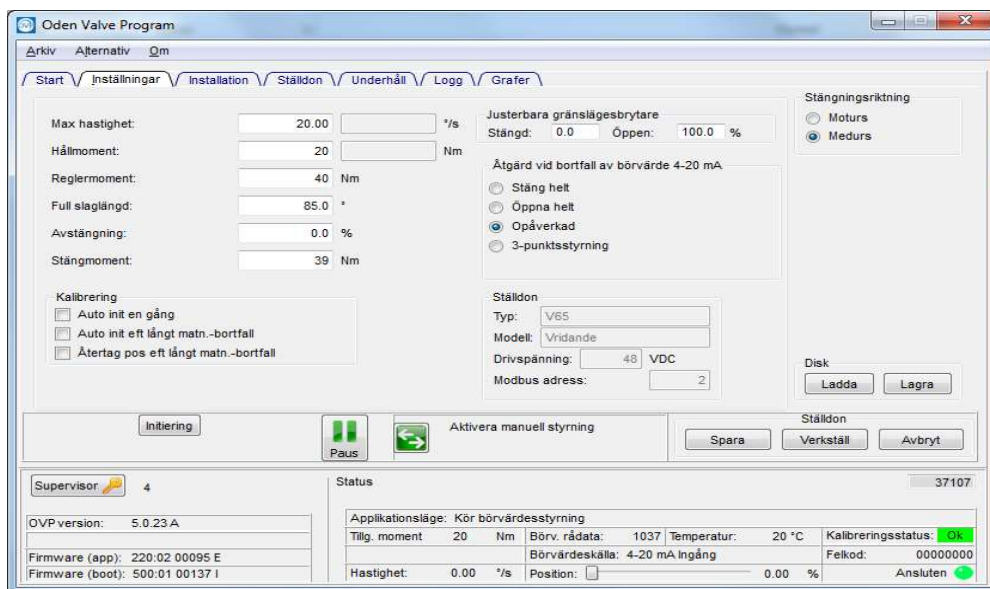 Oden Valve Program
Arkiv Alternativ Om
Start Inställningar Installation Ställdon Underhåll Logg Grafer
Max hastighet: 20.00 °/s
Hållmoment: 20 Nm
Reglermoment: 40 Nm
Full slaglängd: 85.0 °
Avstängning: 0.0 %
Stängmoment: 39 Nm
Kalibrering
Auto init en gång
Auto init eft långt matn.-bortfall
Återtag pos eft långt matn.-bortfall
Justerbara gränslägesbrytare
Stängd: 0.0 Öppen: 100.0 %
Åtgärd vid bortfall av börvärde 4-20 mA
Stäng helt
Öppna helt
Opåverkad
3-punktsstyrning
Ställdon
Typ: V65
Modell: Vridande
Drivspänning: 48 VDC
Modbus adress: 2
Stängningsriktning
Moturs
Medurs
Disk
Ladda Lagra
Initiering
Paus
Aktivera manuell styrning
Ställdon
Spara Verkställ Avbryt
Supervisor 4
OVP version: 5.0.23 A
Firmware (app): 220:02 00095 E
Firmware (boot): 500:01 00137 I
Status 37107
Applikationsläge: Kör börvärdesstyrning
Tillg. moment 20 Nm Börv. rådata: 1037 Temperatur: 20 °C Kalibreringsstatus: Ok
Börvärdeskälla: 4-20 mA Ingång Felkod: 00000000
Hastighet: 0.00 °/s Position: 0.00 % Ansluten